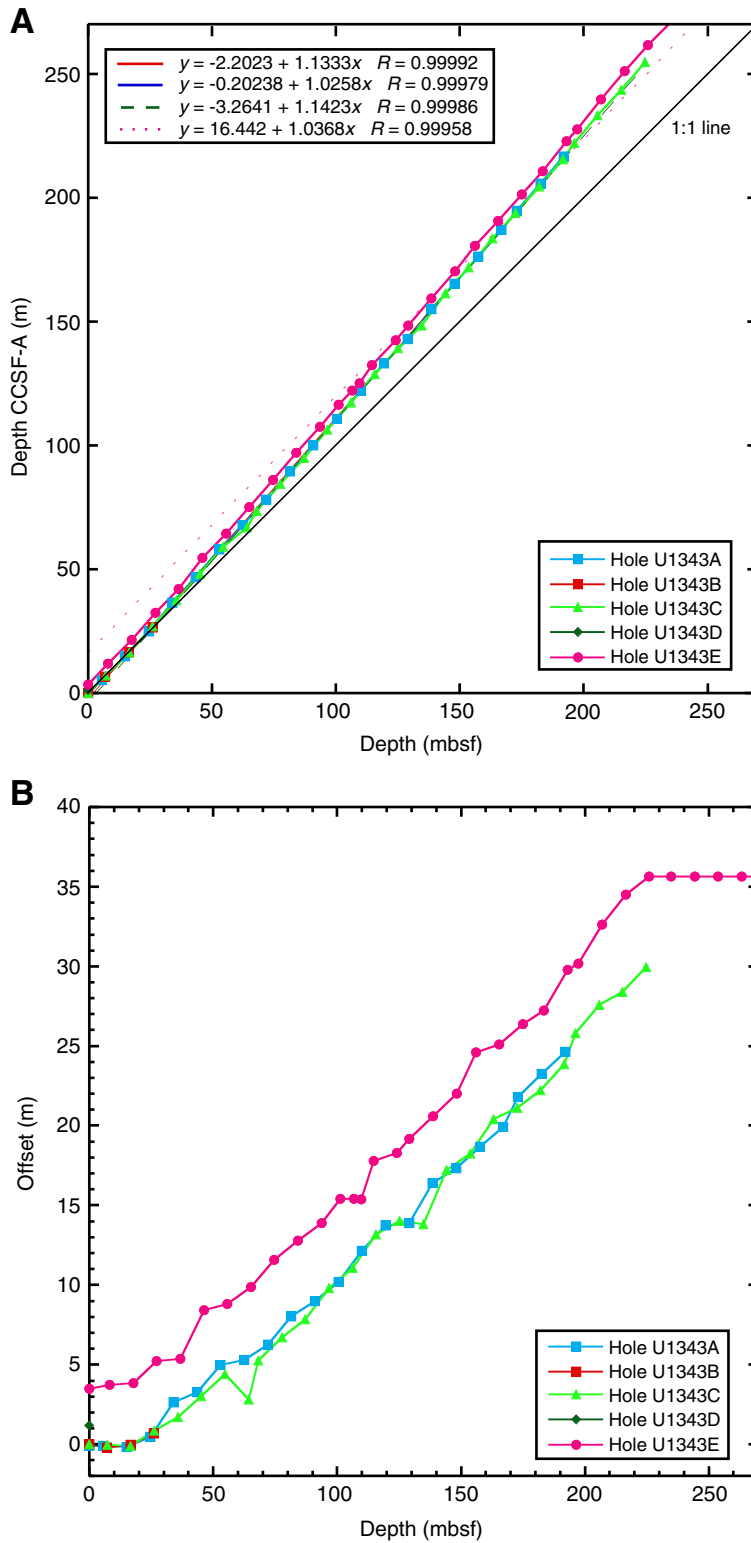 A
y = -2.2023 + 1.1333x R = 0.99992
y = -0.20238 + 1.0258x R = 0.99979
y = -3.2641 + 1.1423x R = 0.99986
y = 16.442 + 1.0368x R = 0.99958
1:1 line
250
200
150
100
50
0
Depth CCSF-A (m)
Hole U1343A
Hole U1343B
Hole U1343C
Hole U1343D
Hole U1343E
0 50 100 150 200 250
Depth (mbsf)
B
40
35
30
25
20
15
10
5
0
Offset (m)
Hole U1343A
Hole U1343B
Hole U1343C
Hole U1343D
Hole U1343E
0 50 100 150 200 250
Depth (mbsf)